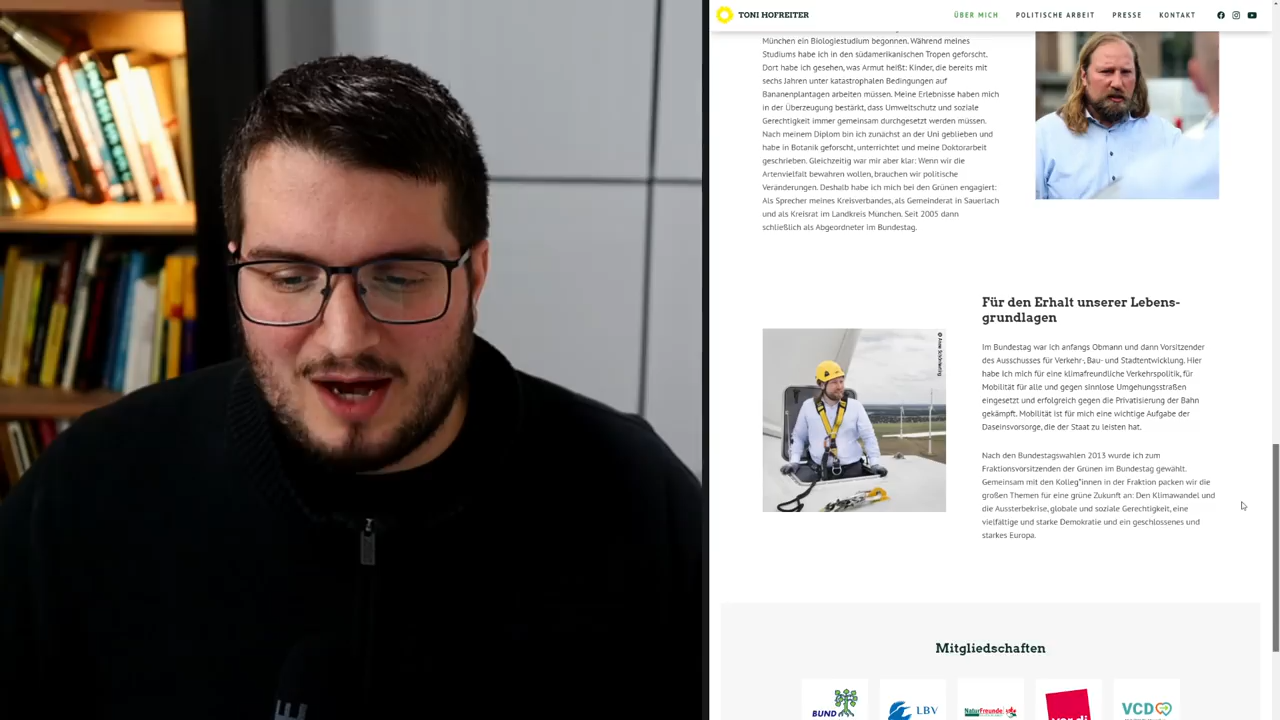 TONI HOFREITER
ÜBER MICH
POLITISCHE ARBEIT
PRESSE
KONTAKT
München ein Biologiestudium begonnen. Während meines
Studiums habe ich in den südamerikanischen Tropen geforscht.
Dort habe ich gesehen, was Armut heißt: Kinder, die bereits mit
sechs Jahren unter katastrophalen Bedingungen auf
Bananenplantagen arbeiten müssen. Meine Erlebnisse haben mich
in der Überzeugung bestärkt, dass Umweltschutz und soziale
Gerechtigkeit immer gemeinsam durchgesetzt werden müssen.
Nach meinem Diplom bin ich zunächst an der Uni geblieben und
habe in Botanik geforscht, unterrichtet und meine Doktorarbeit
geschrieben. Gleichzeitig war mir aber klar: Wenn wir die
Artenvielfalt bewahren wollen, brauchen wir politische
Veränderungen. Deshalb habe ich mich bei den Grünen engagiert:
Als Sprecher meines Kreisverbandes, als Gemeinderat in Sauerlach
und als Kreisrat im Landkreis München. Seit 2005 dann
schließlich als Abgeordneter im Bundestag.
Für den Erhalt unserer Lebens-
grundlagen
Im Bundestag war ich anfangs Obmann und dann Vorsitzender
des Ausschusses für Verkehr-, Bau- und Stadtentwicklung. Hier
habe ich mich für eine klimafreundliche Verkehrspolitik, für
Mobilität für alle und gegen sinnlose Umgehungsstraßen
eingesetzt und erfolgreich gegen die Privatisierung der Bahn
gekämpft. Mobilität ist für mich eine wichtige Aufgabe der
Daseinsvorsorge, die der Staat zu leisten hat.
Nach den Bundestagswahlen 2013 wurde ich zum
Fraktionsvorsitzenden der Grünen im Bundestag gewählt.
Gemeinsam mit den Kolleg*innen in der Fraktion packen wir die
großen Themen für eine grüne Zukunft an: Den Klimawandel und
die Aussterbekrise, globale und soziale Gerechtigkeit, eine
vielfältige und starke Demokratie und ein geschlossenes und
starkes Europa.
Mitgliedschaften
BUND
LBV
NaturFreunde
VCD